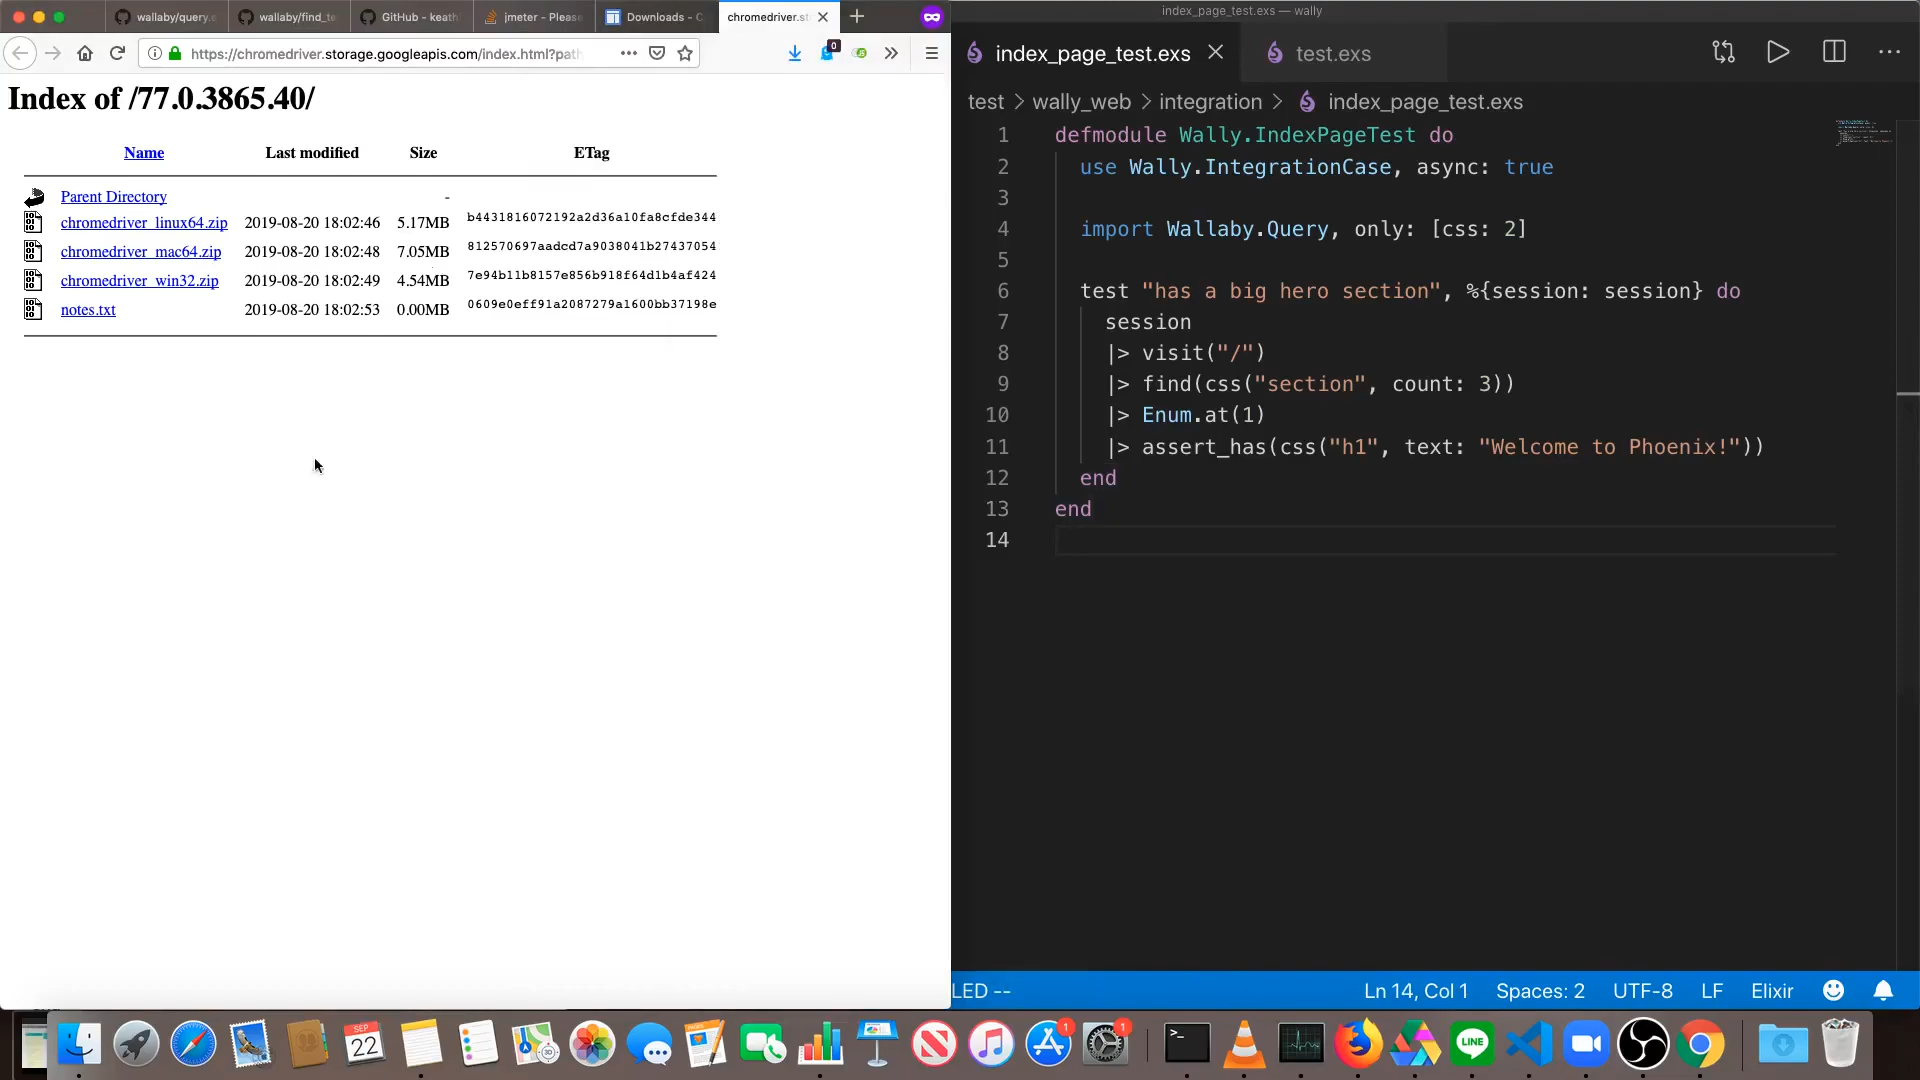 wallaby/query.
wallaby/find_te
GitHub - keath
jmeter - Please
Downloads - C
chromedriver.st
https://chromedriver.storage.googleapis.com/index.html?path
0
Index of /77.0.3865.40/
Name Last modified Size ETag
Parent Directory -
chromedriver_linux64.zip 2019-08-20 18:02:46 5.17MB b4431816072192a2d36a10fa8cfde344
chromedriver_mac64.zip 2019-08-20 18:02:48 7.05MB 812570697aadcd7a9038041b27437054
chromedriver_win32.zip 2019-08-20 18:02:49 4.54MB 7e94b11b8157e856b918f64d1b4af424
notes.txt 2019-08-20 18:02:53 0.00MB 0609e0eff91a2087279a1600bb37198e
index_page_test.exs — wally
index_page_test.exs
test.exs
test > wally_web > integration > index_page_test.exs
1 defmodule Wally.IndexPageTest do
2 use Wally.IntegrationCase, async: true
3
4 import Wallaby.Query, only: [css: 2]
5
6 test "has a big hero section", %{session: session} do
7 session
8 |> visit("/")
9 |> find(css("section", count: 3))
10 |> Enum.at(1)
11 |> assert_has(css("h1", text: "Welcome to Phoenix!"))
12 end
13 end
14
LED --
Ln 14, Col 1
Spaces: 2
UTF-8
LF
Elixir
SEP
22
1
1
LINE